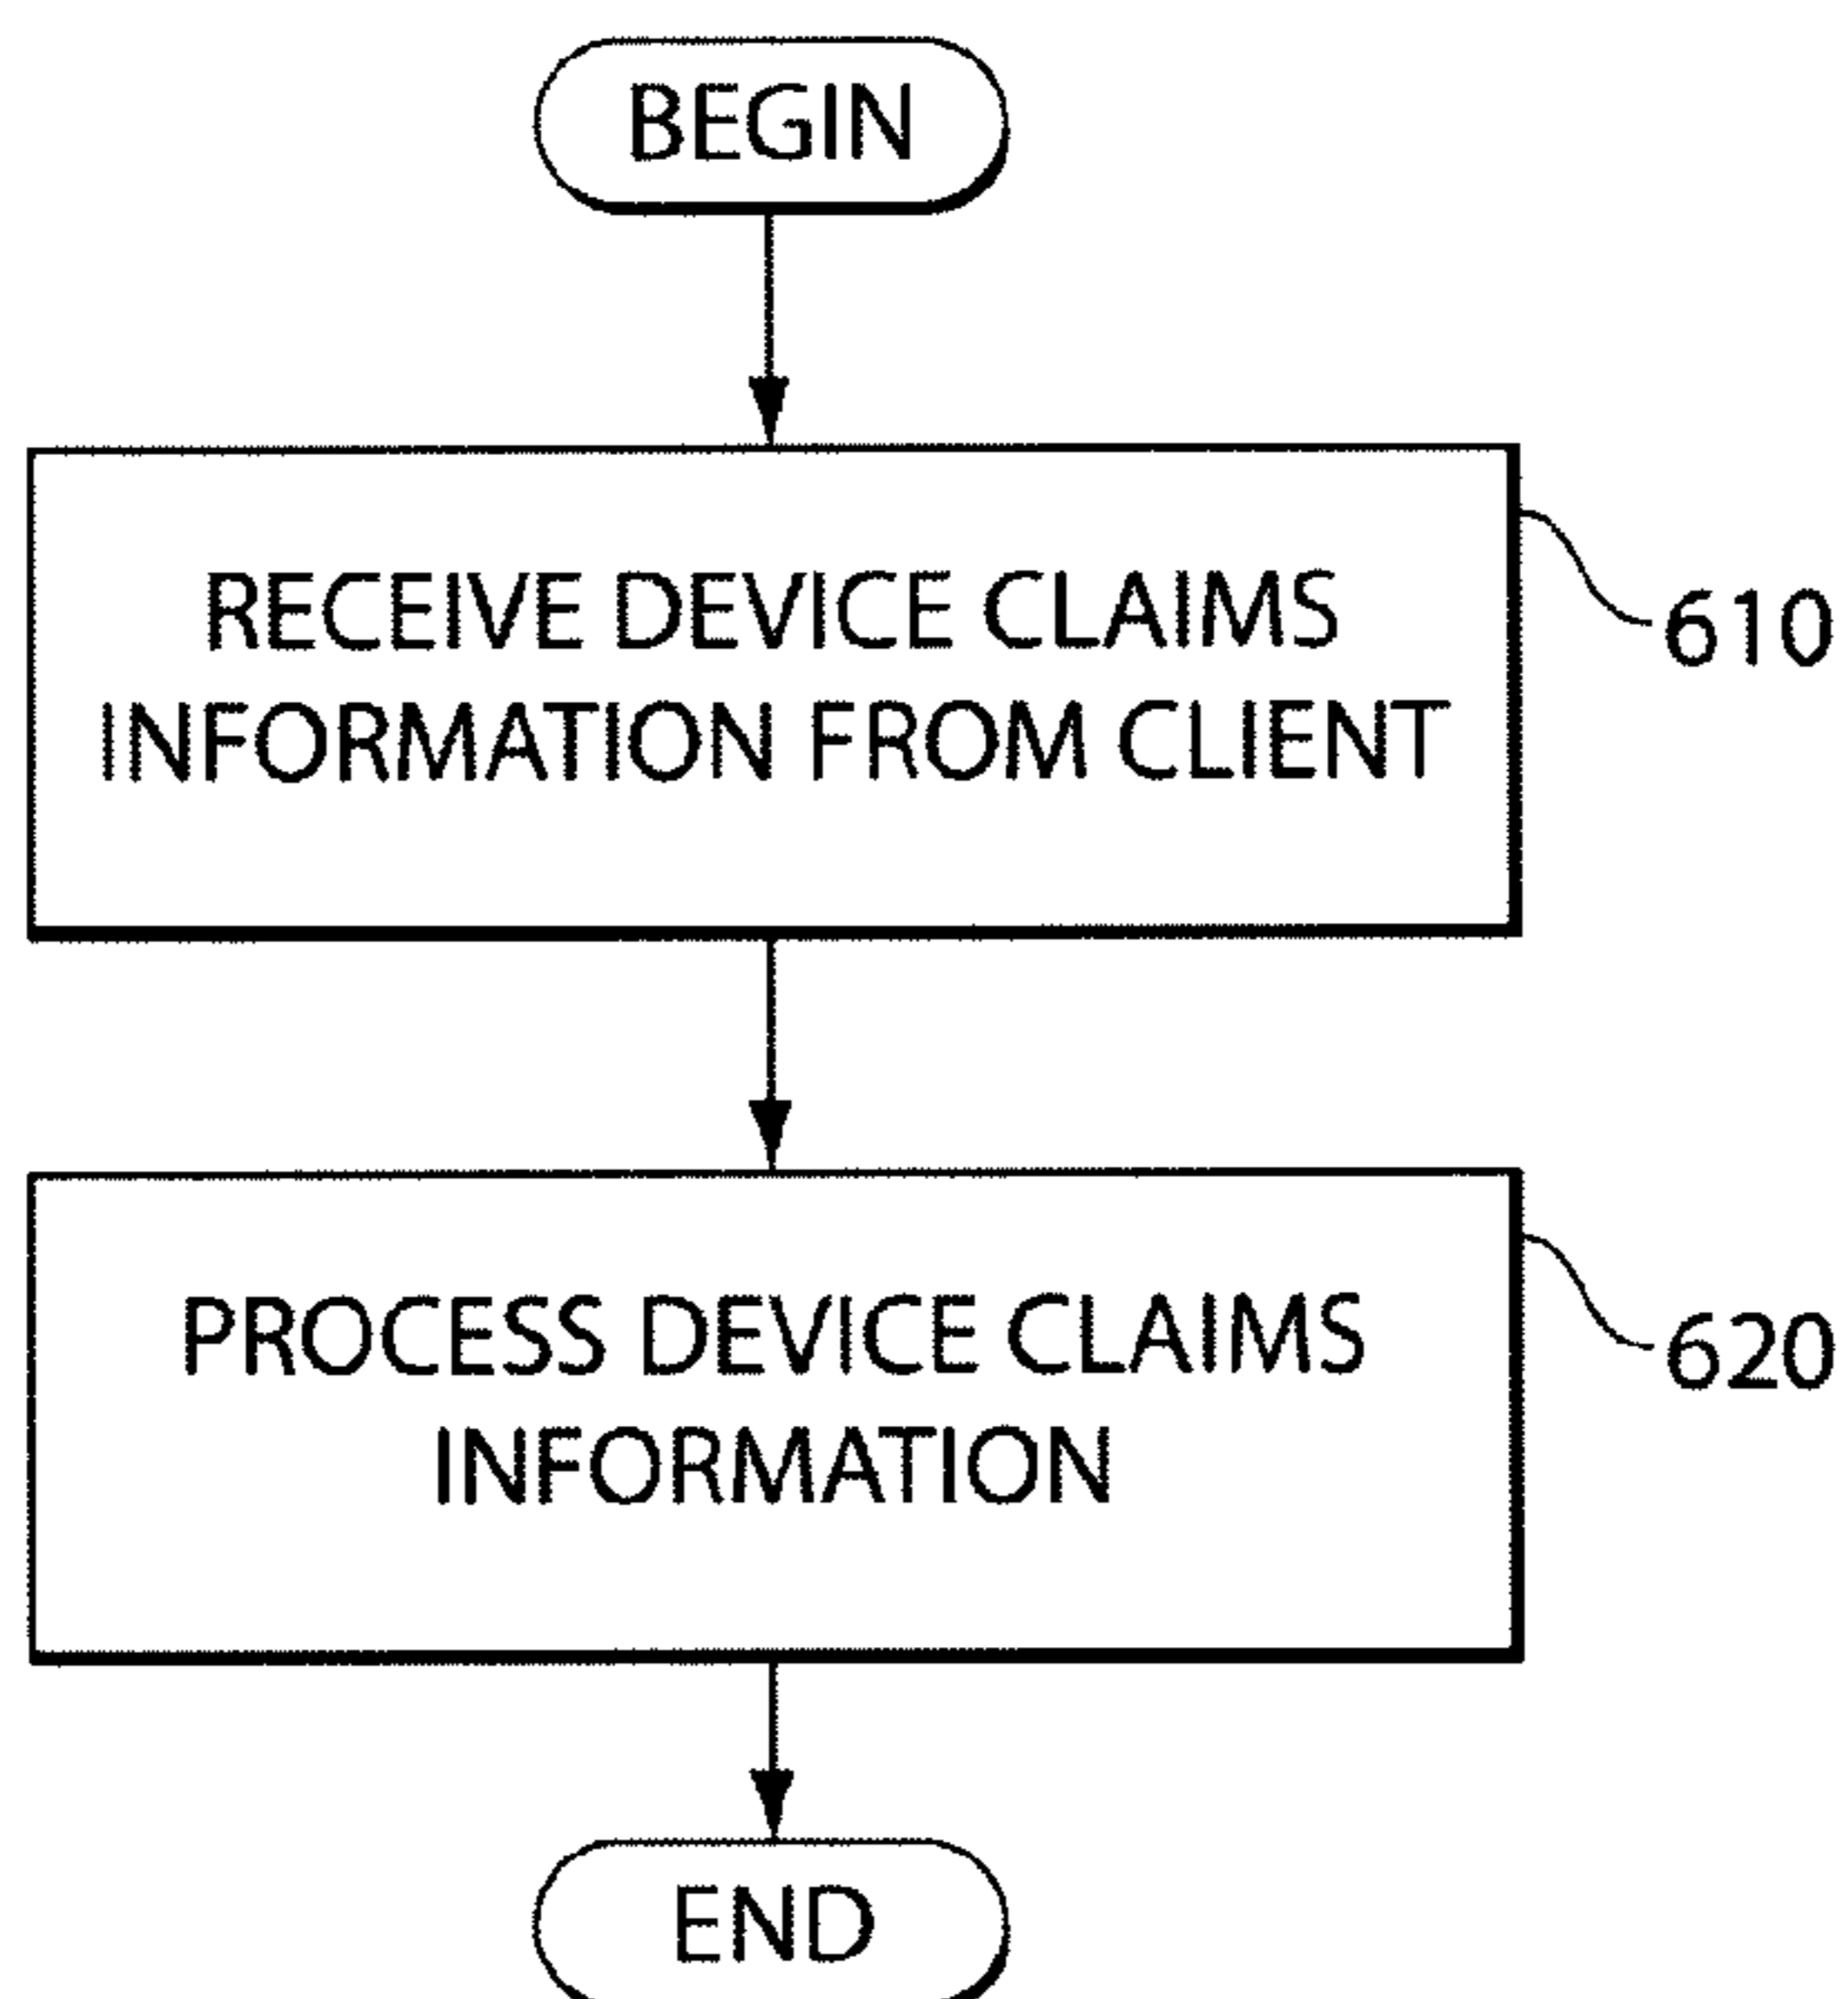 BEGIN
RECEIVE DEVICE CLAIMS
INFORMATION FROM CLIENT
610
PROCESS DEVICE CLAIMS
INFORMATION
620
END